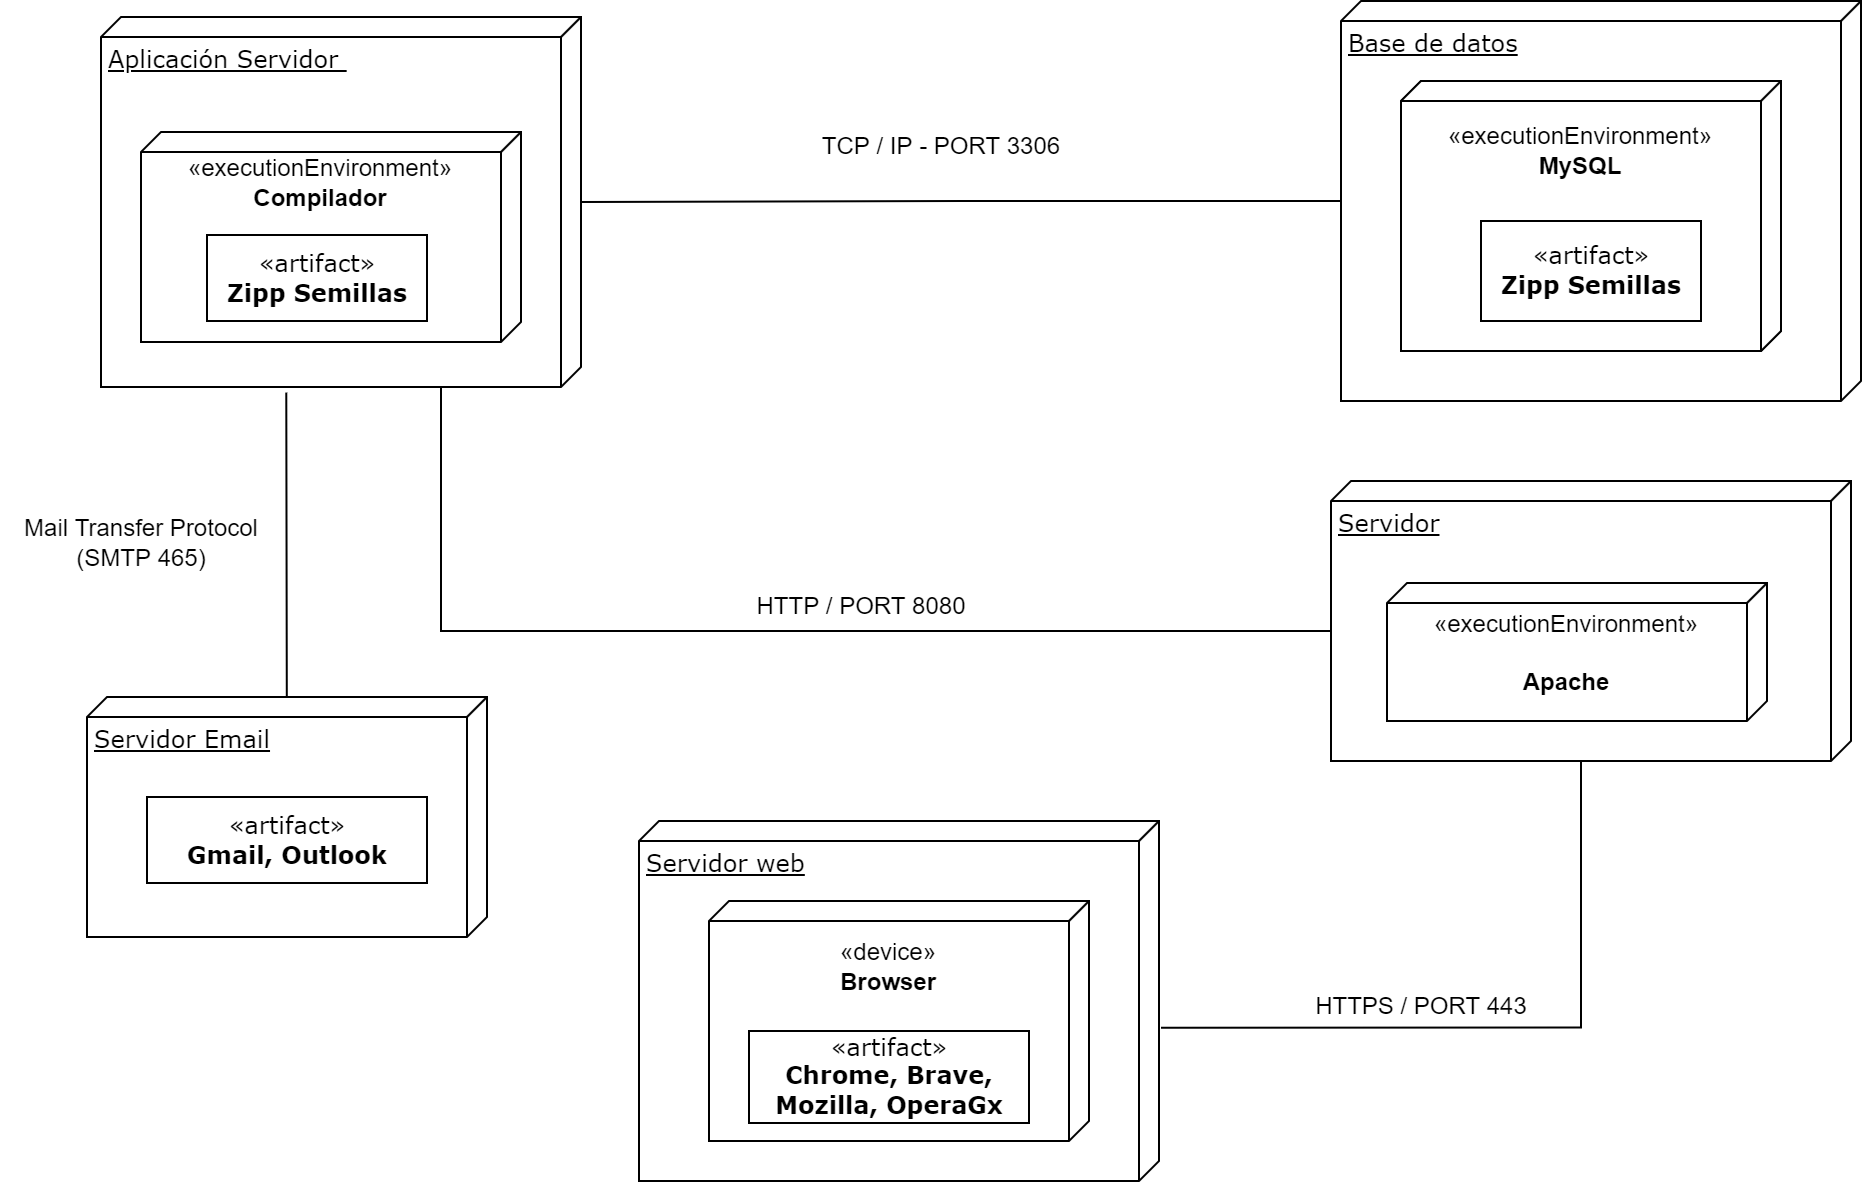 Aplicación Servidor
«executionEnvironment»
Compilador
«artifact»
Zipp Semillas
TCP / IP - PORT 3306
Base de datos
«executionEnvironment»
MySQL
«artifact»
Zipp Semillas
Mail Transfer Protocol
(SMTP 465)
HTTP / PORT 8080
Servidor
«executionEnvironment»
Apache
Servidor Email
«artifact»
Gmail, Outlook
Servidor web
«device»
Browser
«artifact»
Chrome, Brave,
Mozilla, OperaGx
HTTPS / PORT 443